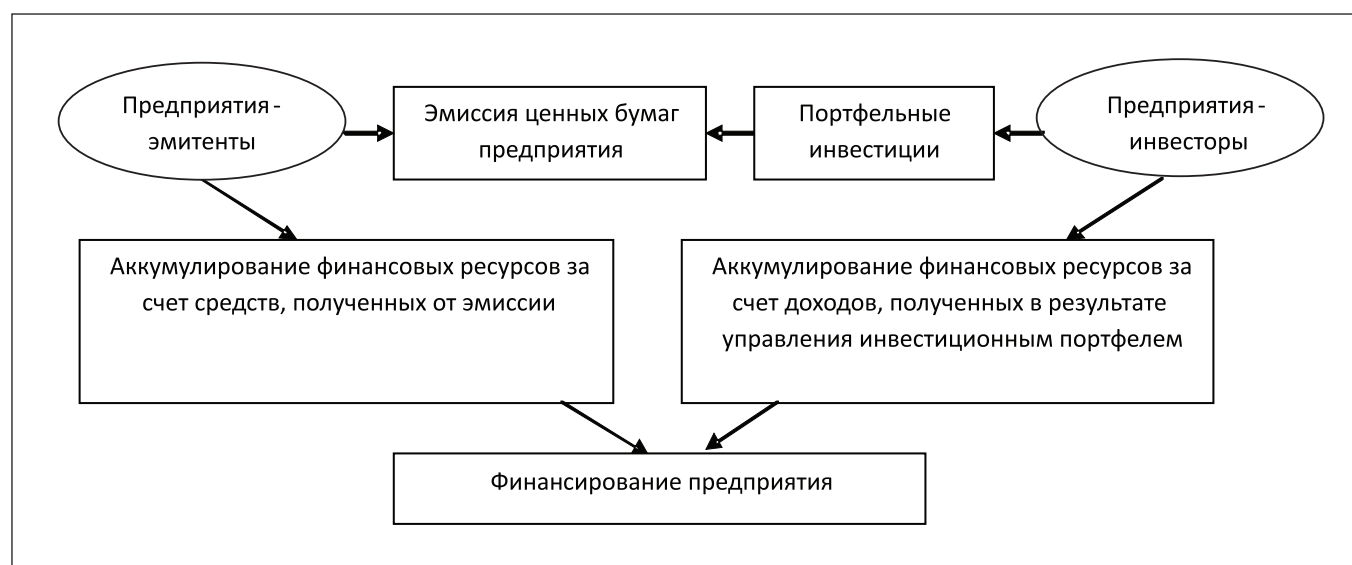 Предприятия -
эмитенты
Эмиссия ценных бумаг
предприятия
Портфельные
инвестиции
Предприятия -
инвесторы
Аккумулирование финансовых ресурсов за
счет средств, полученных от эмиссии
Аккумулирование финансовых ресурсов за
счет доходов, полученных в результате
управления инвестиционным портфелем
Финансирование предприятия